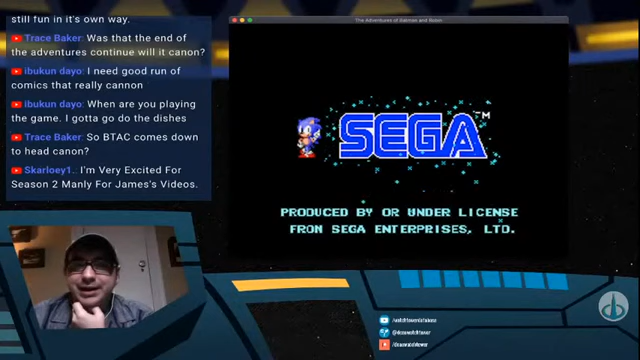 still fun in it's own way.
Trace Baker: Was that the end of
the adventures continue will it canon?
ibukun dayo: I need good run of
comics that really cannon
ibukun dayo: When are you playing
the game. I gotta go do the dishes
Trace Baker: So BTAC comes down
to head canon?
Skarloey1.: I'm Very Excited For
Season 2 Manly For James's Videos.
The Adventures of Batman and Robin
SEGA™
PRODUCED BY OR UNDER LICENSE
FROM SEGA ENTERPRISES, LTD.